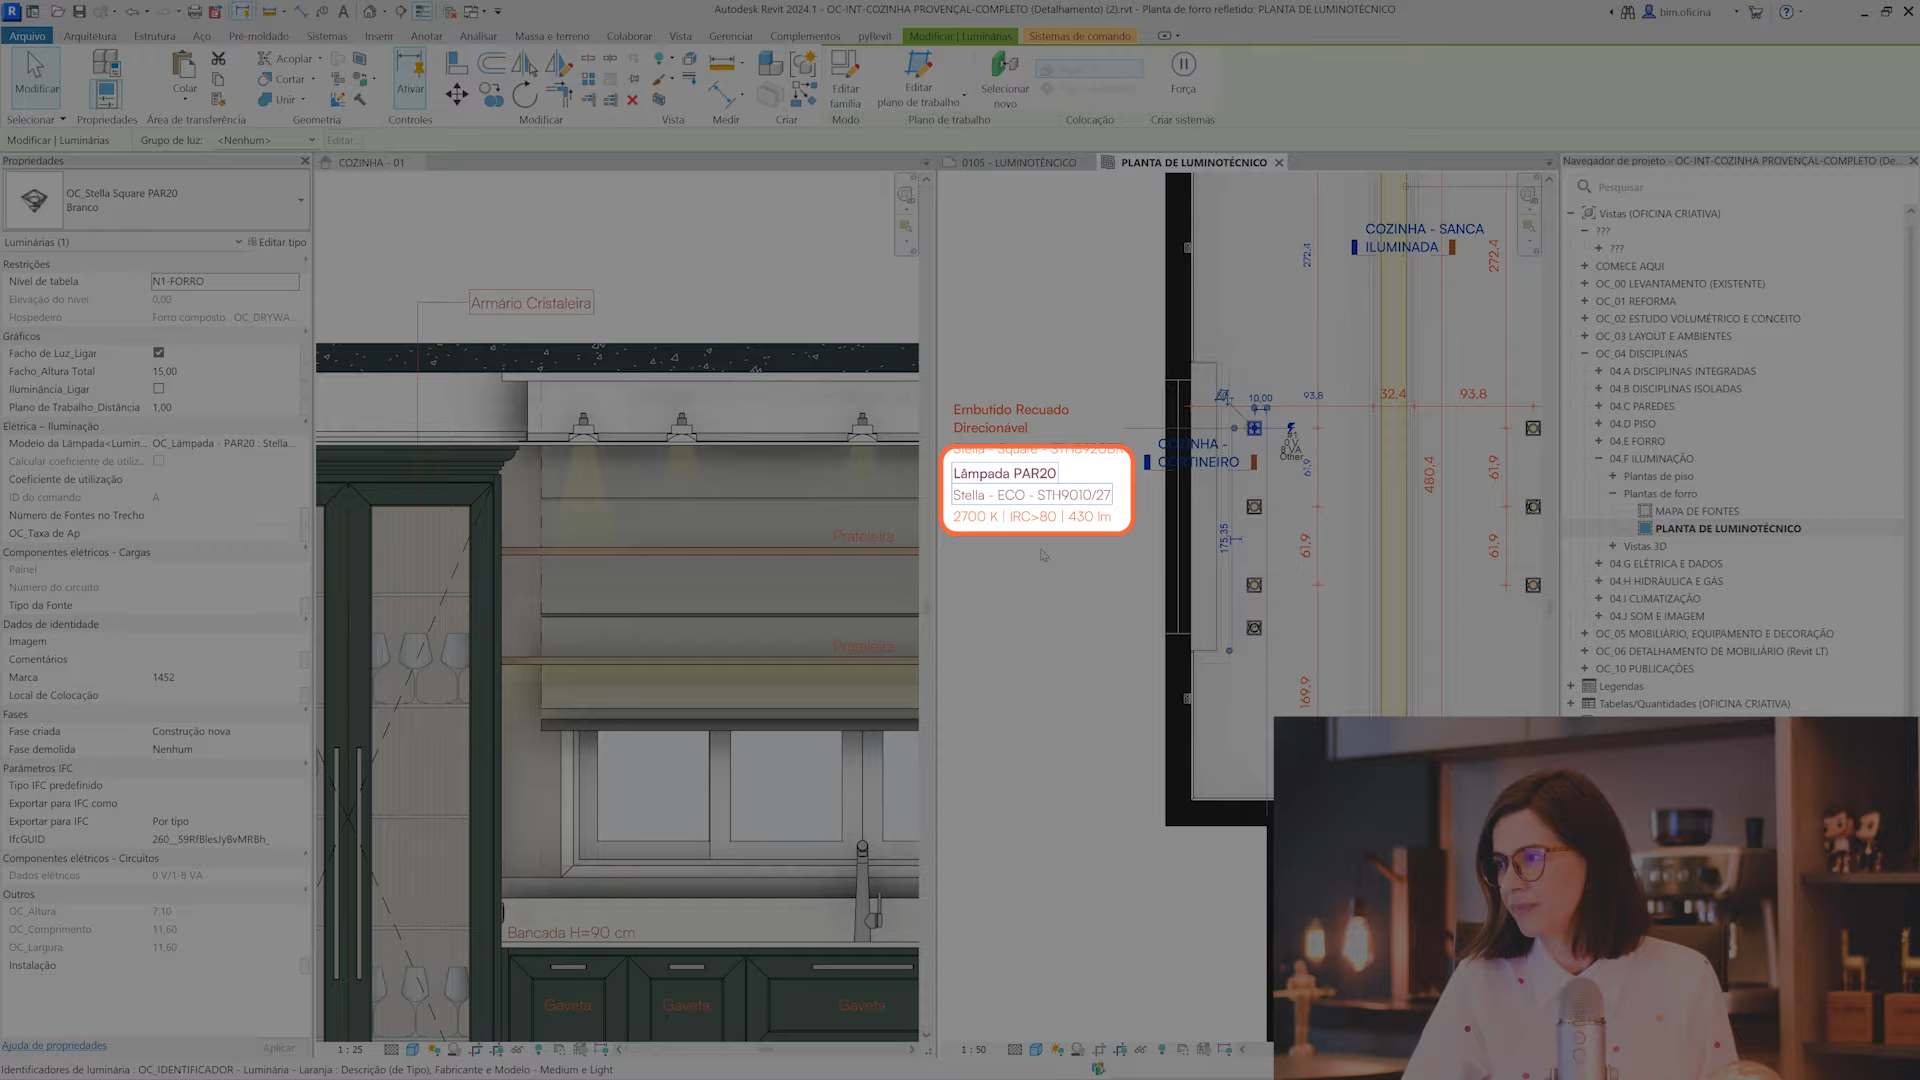 Autodesk Revit 2024.1 - OC-INT-COZINHA PROVENÇAL-COMPLETO (Detalhamento) (2).rvt - Planta de forro refletido: PLANTA DE LUMINOTÉCNICO
bim.oficina
Arquivo Arquitetura Estrutura Aço Pré-moldado Sistemas Inserir Anotar Analisar Massa e terreno Colaborar Vista Gerenciar Complementos pyRevit Modificar | Luminárias Sistemas de comando
Modificar Colar Acoplar Cortar Unir Ativar Editar família Editar plano de trabalho Selecionar novo Força
Selecionar Propriedades Área de transferência Geometria Controles Modificar Vista Medir Criar Modo Plano de trabalho Colocação Criar sistemas
Modificar | Luminárias Grupo de luz: <Nenhum> Editar...
Propriedades
OC_Stella Square PAR20
Branco
Luminárias (1) Editar tipo
Restrições
Nível de tabela N1-FORRO
Elevação do nível 0,00
Hospedeiro Forro composto : OC_DRYWA...
Gráficos
Facho de Luz_Ligar
Facho_Altura Total 15,00
Iluminância_Ligar
Plano de Trabalho_Distância 1,00
Elétrica – Iluminação
Modelo da Lâmpada<Lumin... OC_Lâmpada - PAR20 : Stella...
Calcular coeficiente de utiliz...
Coeficiente de utilização
ID do comando A
Número de Fontes no Trecho
OC_Taxa de Ap
Componentes elétricos - Cargas
Painel
Número do circuito
Tipo da Fonte
Dados de identidade
Imagem
Comentários
Marca 1452
Local de Colocação
Fases
Fase criada Construção nova
Fase demolida Nenhum
Parâmetros IFC
Tipo IFC predefinido
Exportar para IFC como
Exportar para IFC Por tipo
IfcGUID 260__59RfBlesJyBvMRBh_
Componentes elétricos - Circuitos
Dados elétricos 0 V/1-8 VA
Outros
OC_Altura 7,10
OC_Comprimento 11,60
OC_Largura 11,60
Instalação
Ajuda de propriedades Aplicar
COZINHA - 01
Armário Cristaleira
Prateleira
Prateleira
Bancada H=90 cm
Gaveta Gaveta Gaveta
1 : 25
0105 - LUMINOTÉNCICO PLANTA DE LUMINOTÉCNICO
COZINHA - SANCA
ILUMINADA
272,4
272,4
Embutido Recuado
Direcionável
Stella - Square - STH8920BR
Lâmpada PAR20
Stella - ECO - STH9010/27
2700 K | IRC>80 | 430 lm
COZINHA -
CORTINEIRO
10,00 93,8 32,4 93,8
#1
0 V
8 VA
Other
61,9
480,4
61,9
175,35
61,9
61,9
169,9
1 : 50
Navegador de projeto - OC-INT-COZINHA PROVENÇAL-COMPLETO (De...
Pesquisar
Vistas (OFICINA CRIATIVA)
???
???
COMECE AQUI
OC_00 LEVANTAMENTO (EXISTENTE)
OC_01 REFORMA
OC_02 ESTUDO VOLUMÉTRICO E CONCEITO
OC_03 LAYOUT E AMBIENTES
OC_04 DISCIPLINAS
04.A DISCIPLINAS INTEGRADAS
04.B DISCIPLINAS ISOLADAS
04.C PAREDES
04.D PISO
04.E FORRO
04.F ILUMINAÇÃO
Plantas de piso
Plantas de forro
MAPA DE FONTES
PLANTA DE LUMINOTÉCNICO
Vistas 3D
04.G ELÉTRICA E DADOS
04.H HIDRÁULICA E GÁS
04.I CLIMATIZAÇÃO
04.J SOM E IMAGEM
OC_05 MOBILIÁRIO, EQUIPAMENTO E DECORAÇÃO
OC_06 DETALHAMENTO DE MOBILIÁRIO (Revit LT)
OC_10 PUBLICAÇÕES
Legendas
Tabelas/Quantidades (OFICINA CRIATIVA)
Identificadores de luminária : OC_IDENTIFICADOR - Luminária - Laranja : Descrição (de Tipo), Fabricante e Modelo - Medium e Light